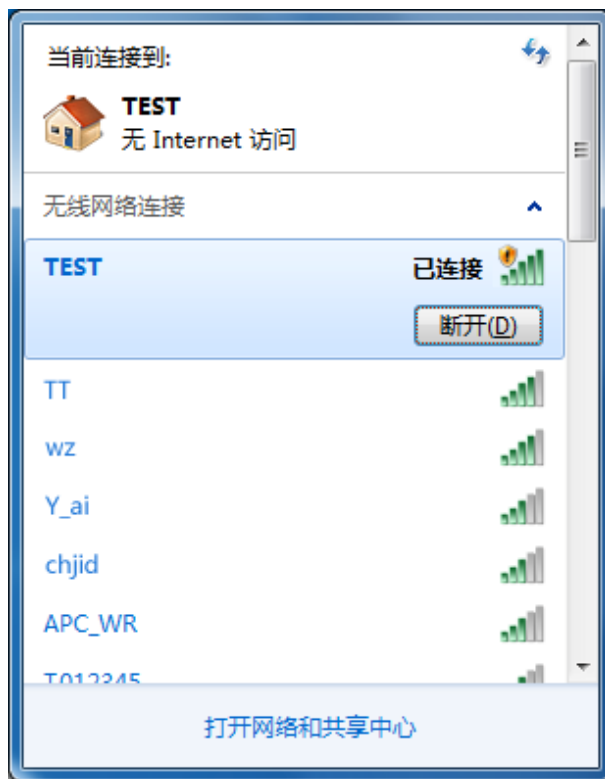 当前连接到:
TEST
无 Internet 访问
无线网络连接
TEST 已连接
断开(D)
TT
wz
Y_ai
chjid
APC_WR
T012345
打开网络和共享中心